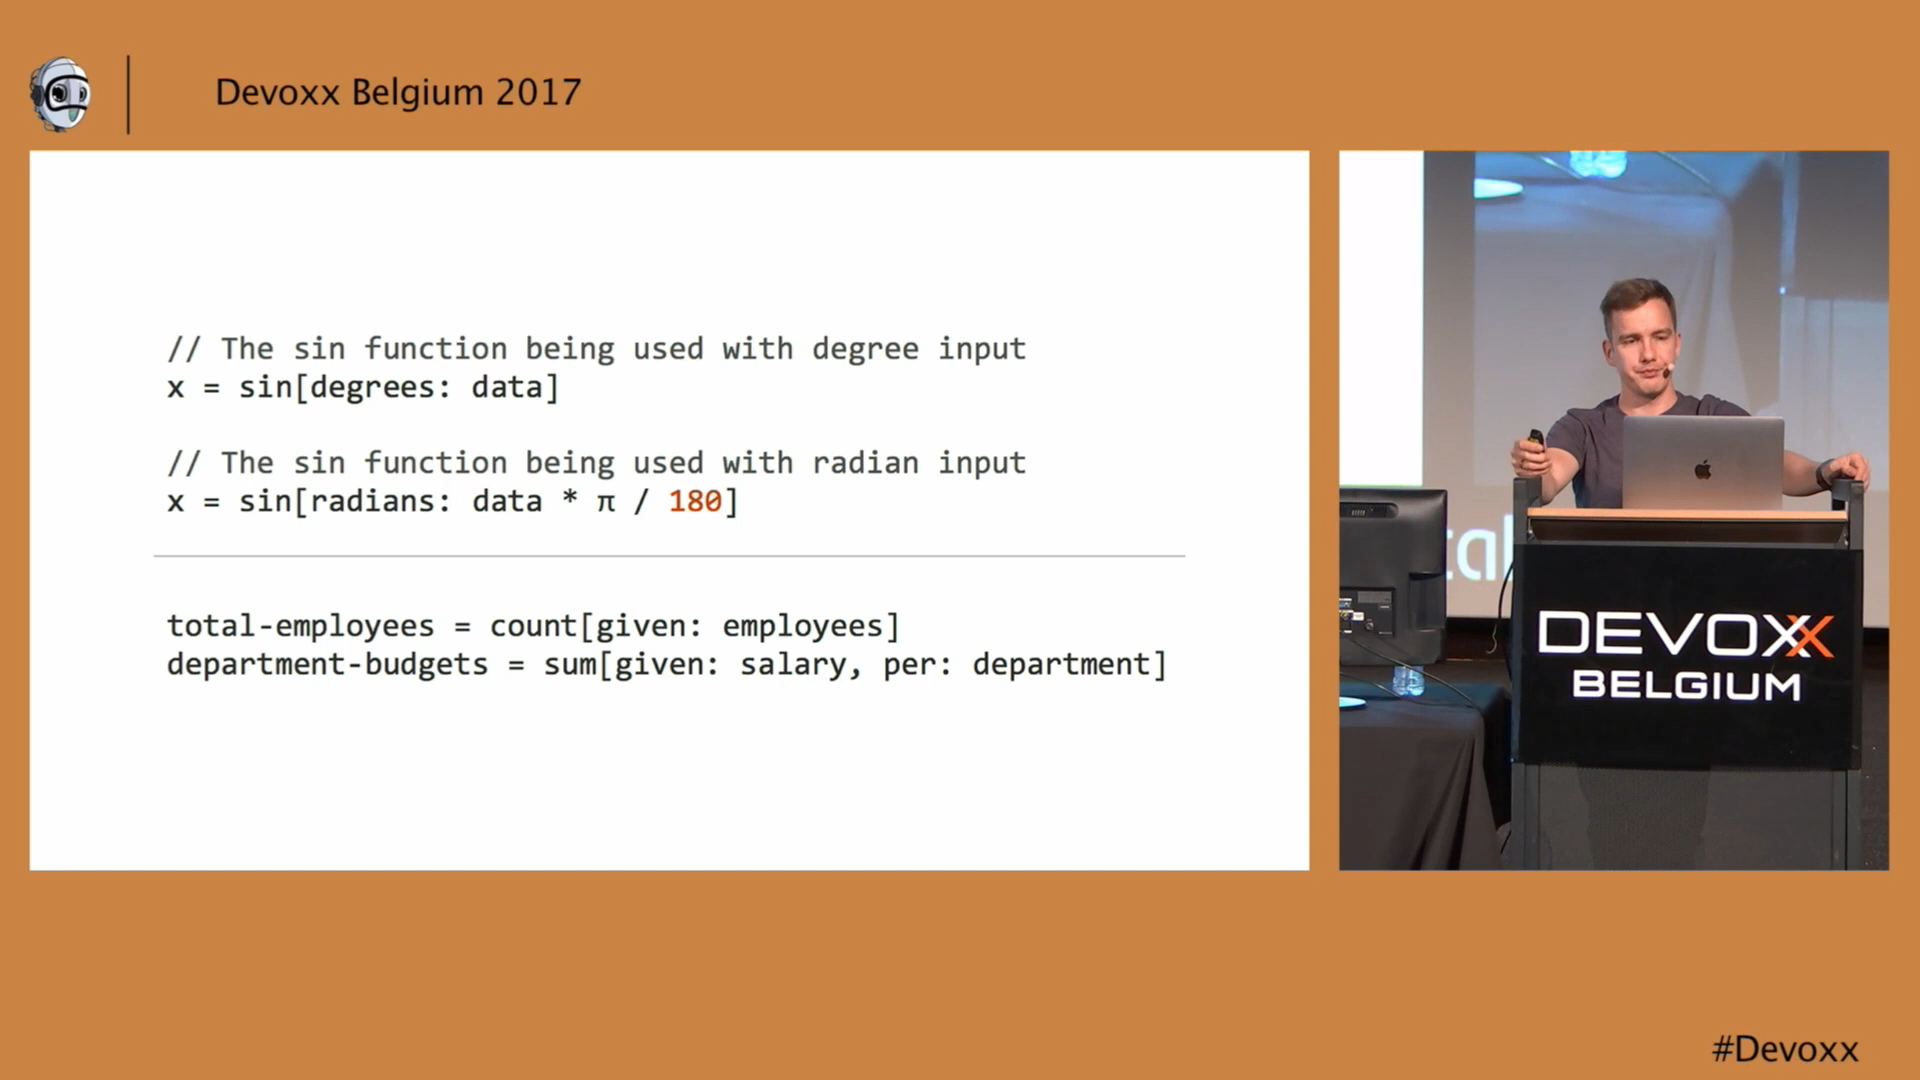 Devoxx Belgium 2017
// The sin function being used with degree input
x = sin[degrees: data]
// The sin function being used with radian input
x = sin[radians: data * π / 180]
total-employees = count[given: employees]
department-budgets = sum[given: salary, per: department]
DEVOXX
BELGIUM
#Devoxx